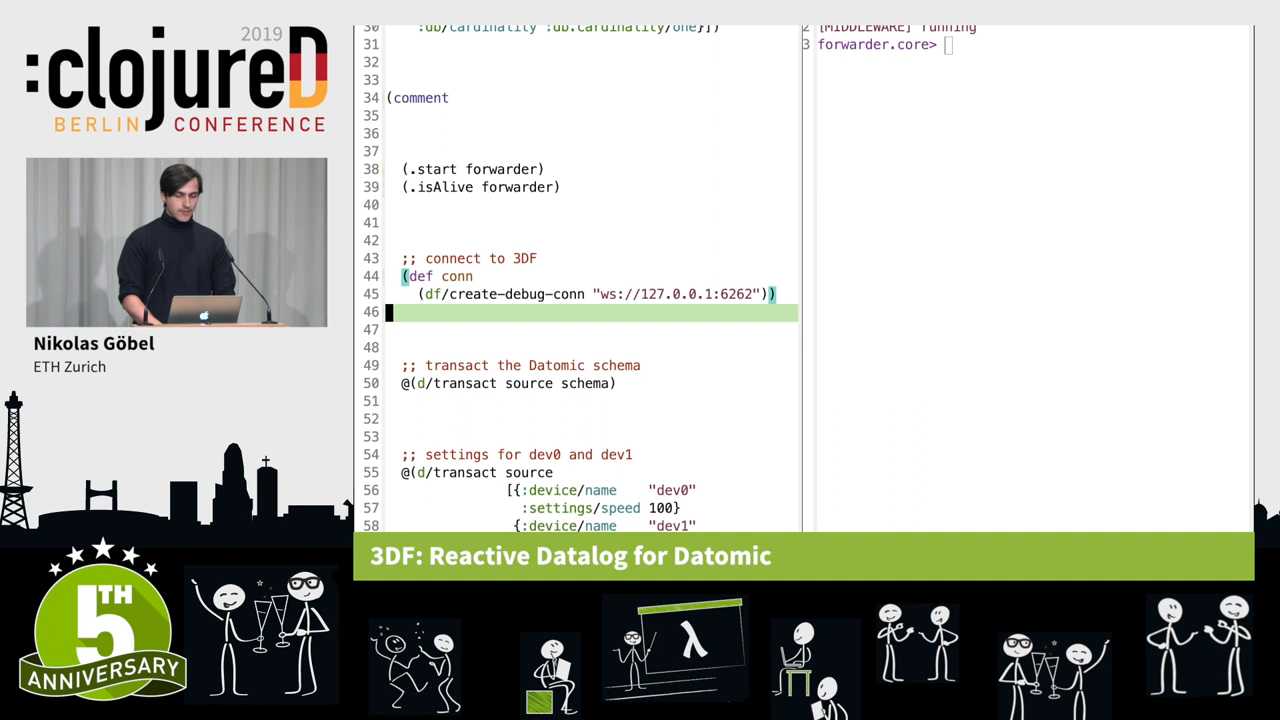 2019
:clojureD
BERLIN CONFERENCE
Nikolas Göbel
ETH Zurich
30 :db/cardinality :db.cardinality/one}])
31
32
33
34 (comment
35
36
37
38 (.start forwarder)
39 (.isAlive forwarder)
40
41
42
43 ;; connect to 3DF
44 (def conn
45 (df/create-debug-conn "ws://127.0.0.1:6262"))
46
47
48
49 ;; transact the Datomic schema
50 @(d/transact source schema)
51
52
53
54 ;; settings for dev0 and dev1
55 @(d/transact source
56 [{:device/name "dev0"
57 :settings/speed 100}
58 {:device/name "dev1"
2 [MIDDLEWARE] running
3 forwarder.core>
3DF: Reactive Datalog for Datomic
5TH
ANNIVERSARY
λ